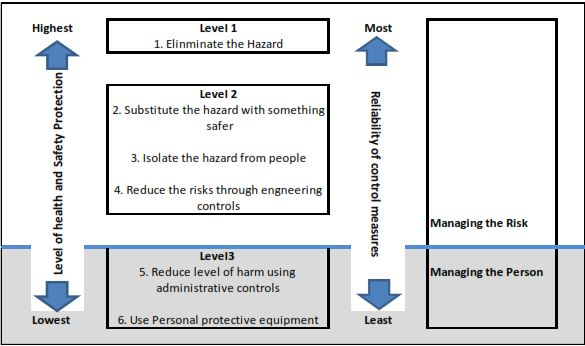 Highest
Level 1
Most
1. Elinminate the Hazard
Level of health and Safety Protection
Level 2
2. Substitute the hazard with something
safer
3. Isolate the hazard from people
4. Reduce the risks through engneering
controls
Reliability of control measures
Managing the Risk
Level3
5. Reduce level of harm using
administrative controls
6. Use Personal protective equipment
Managing the Person
Lowest
Least